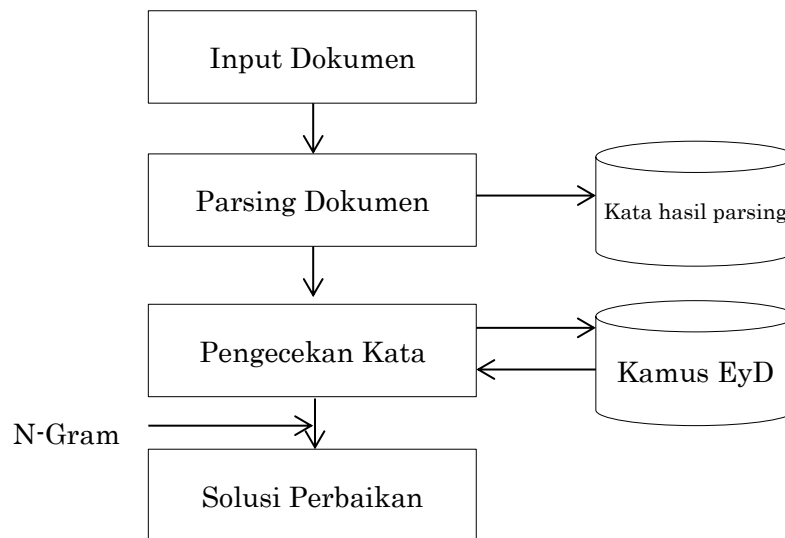 Input Dokumen
Parsing Dokumen
Kata hasil parsing
Pengecekan Kata
Kamus EyD
N-Gram
Solusi Perbaikan